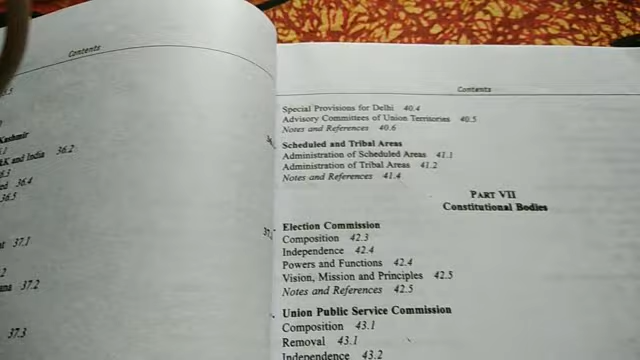 Contents
Kashmir
J&K and India 36.2
36.4
36.5
37.1
37.2
37.3
Contents
Special Provisions for Delhi 40.4
Advisory Committees of Union Territories 40.5
Notes and References 40.6
Scheduled and Tribal Areas
Administration of Scheduled Areas 41.1
Administration of Tribal Areas 41.2
Notes and References 41.4
PART VII
Constitutional Bodies
Election Commission
Composition 42.3
Independence 42.4
Powers and Functions 42.4
Vision, Mission and Principles 42.5
Notes and References 42.5
Union Public Service Commission
Composition 43.1
Removal 43.1
Independence 43.2